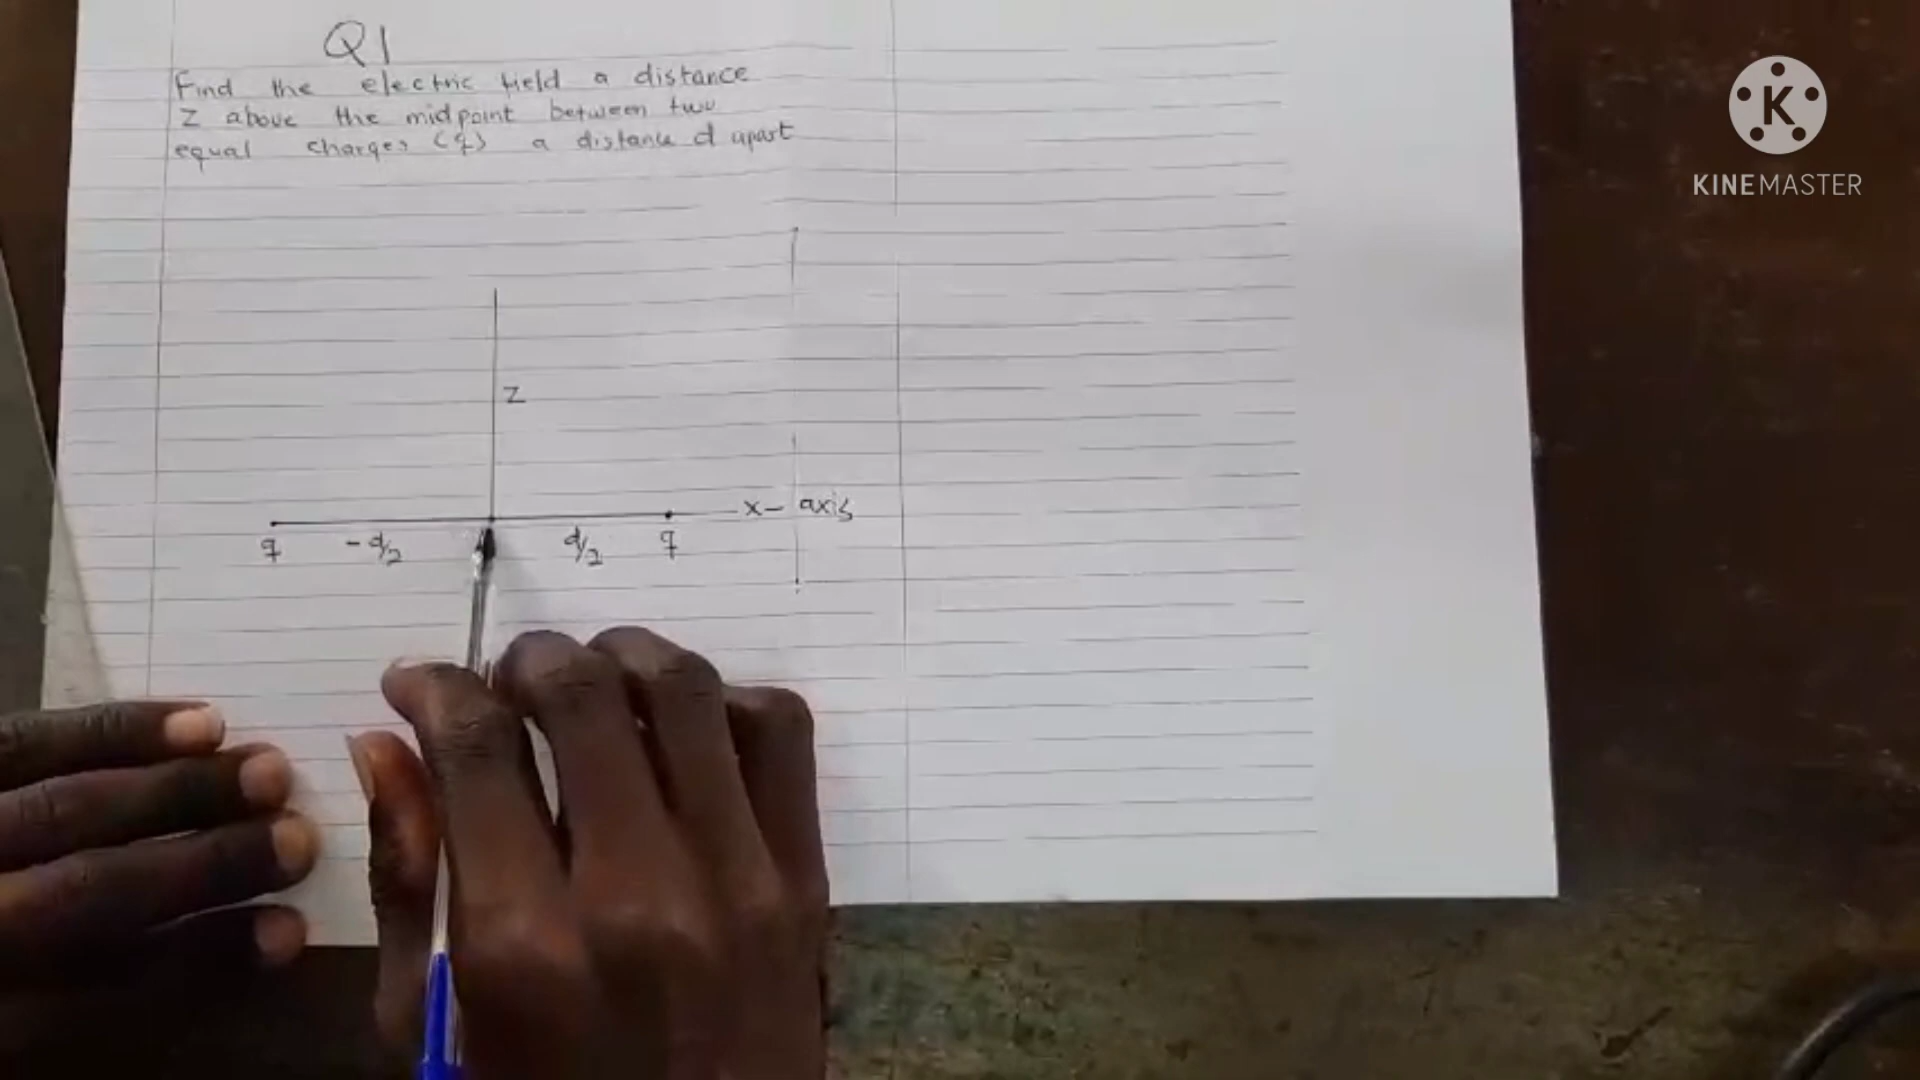 Q1
Find the electric field a distance
z above the midpoint between two
equal charges (q) a distance d apart
z
x- axis
q -d/2 d/2 q
K
KINEMASTER